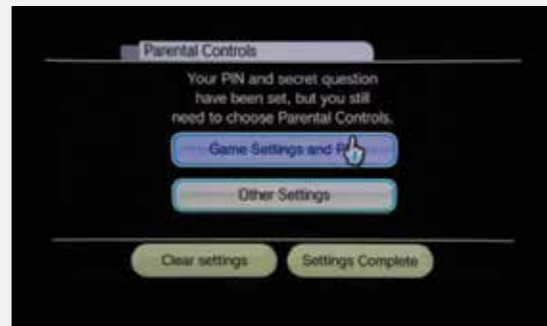 Parental Controls
Your PIN and secret question
have been set, but you still
need to choose Parental Controls.
Game Settings and
Other Settings
Clear settings
Settings Complete